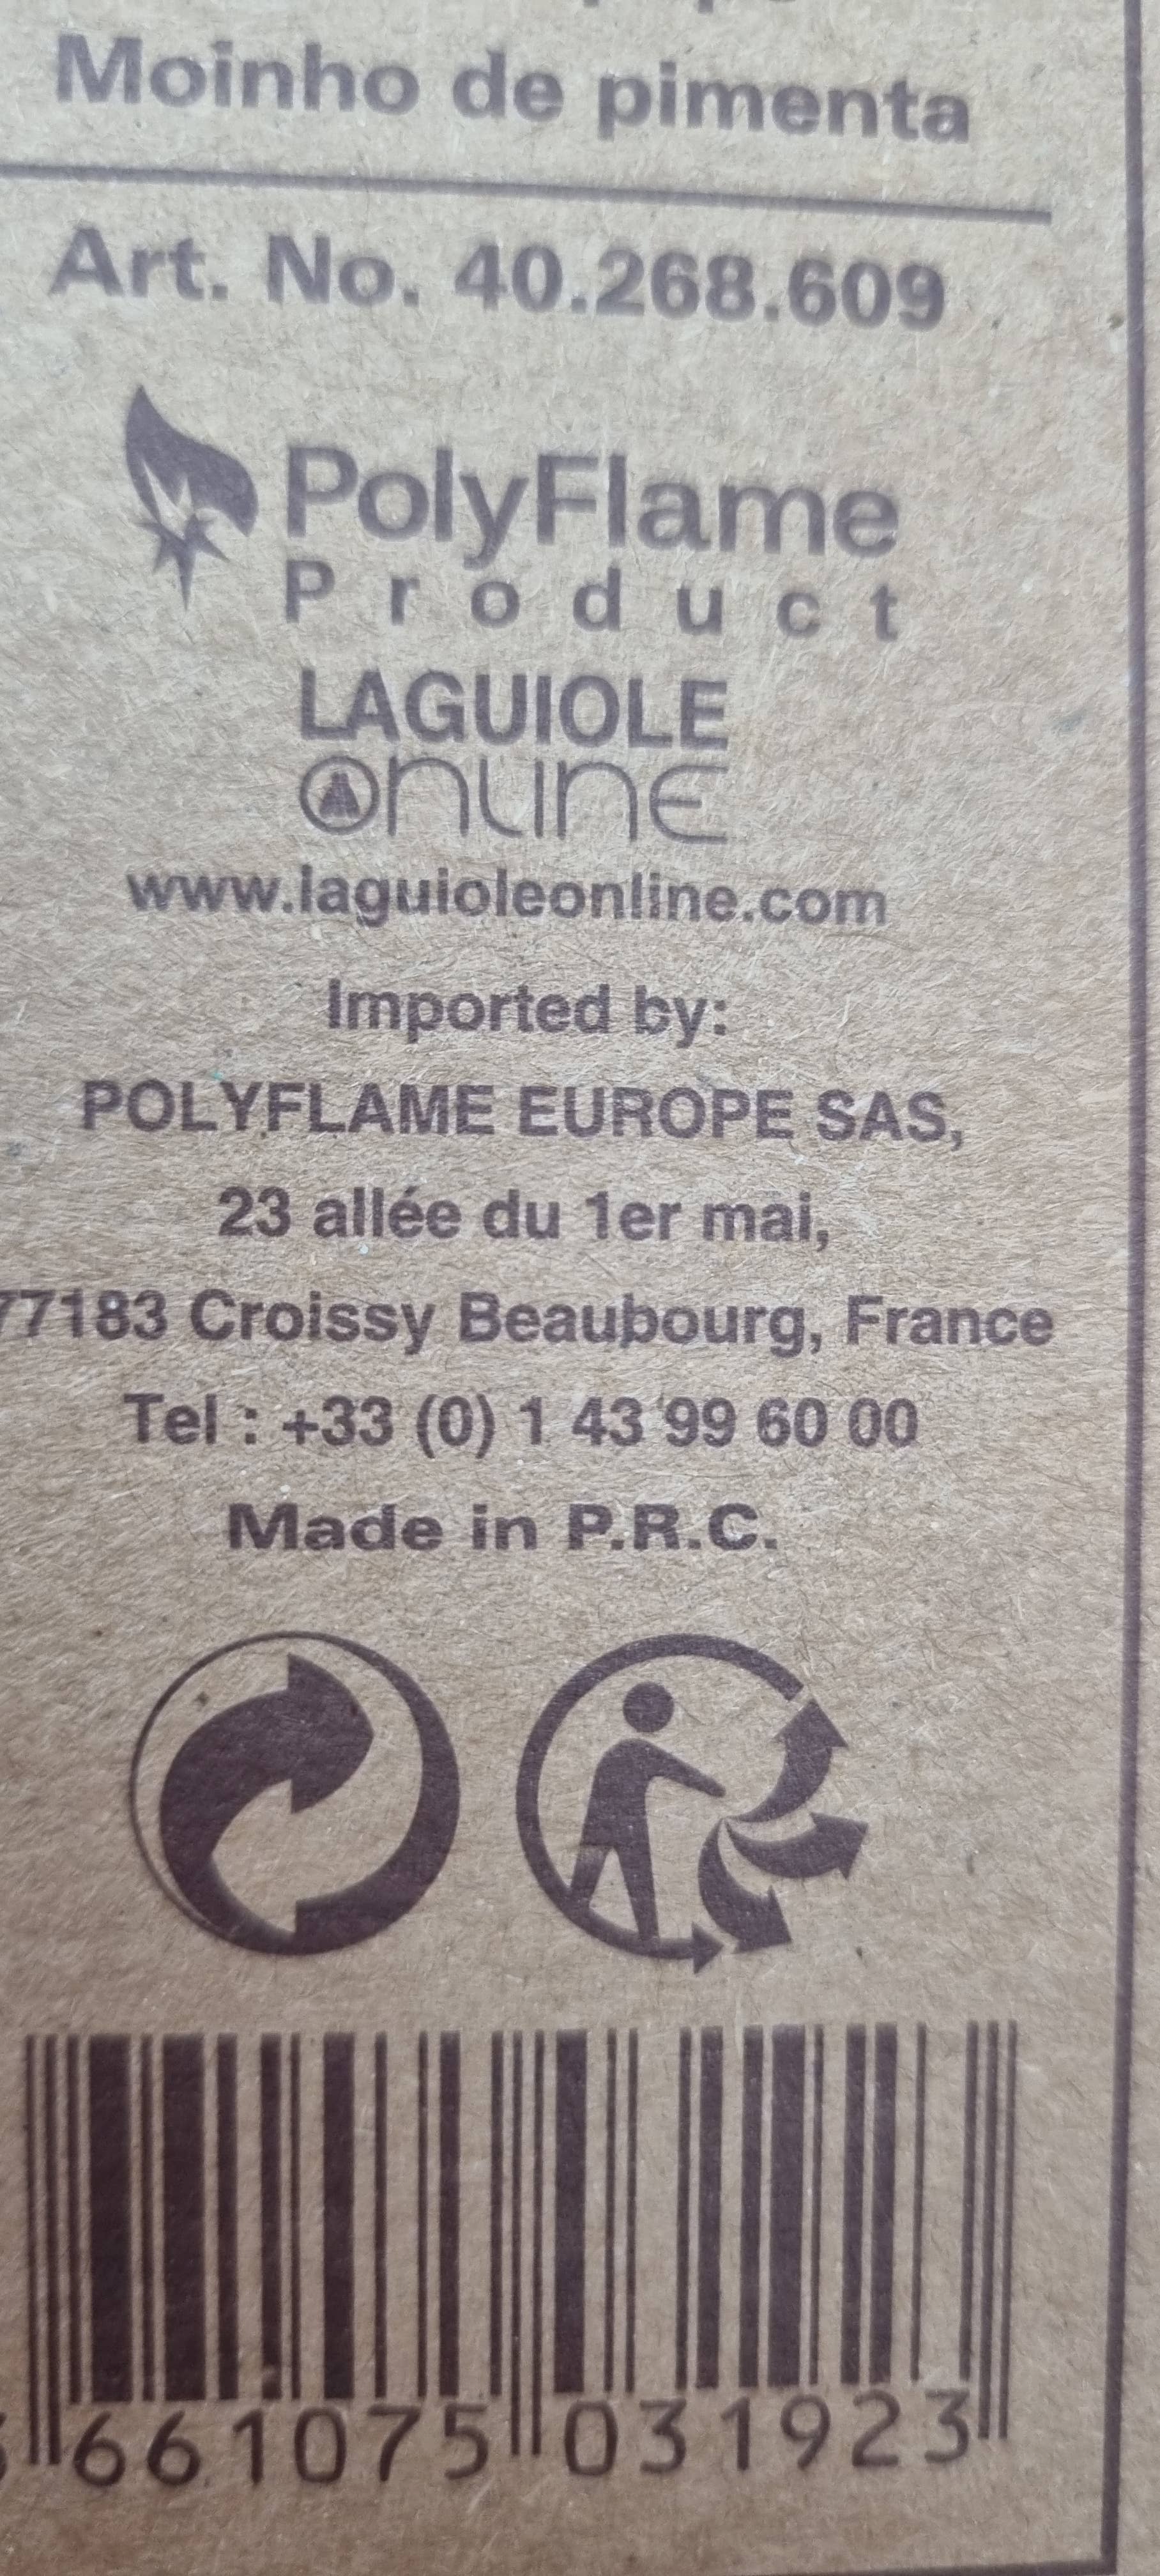 Moinho de pimenta
Art. No. 40.268.609
PolyFlame
Product
LAGUIOLE
ONLINE
www.laguioleonline.com
Imported by:
POLYFLAME EUROPE SAS,
23 allée du 1er mai,
77183 Croissy Beaubourg, France
Tel : +33 (0) 1 43 99 60 00
Made in P.R.C.
661075 031923